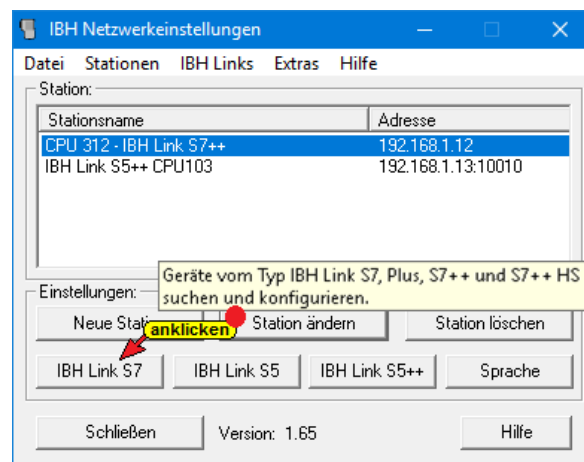 IBH Netzwerkeinstellungen
Datei Stationen IBH Links Extras Hilfe
Station:
Stationsname Adresse
CPU 312 - IBH Link S7++ 192.168.1.12
IBH Link S5++ CPU103 192.168.1.13:10010
Geräte vom Typ IBH Link S7, Plus, S7++ und S7++ HS
suchen und konfigurieren.
Einstellungen:
Neue Station ändern Station löschen
anklicken
IBH Link S7 IBH Link S5 IBH Link S5++ Sprache
Schließen Version: 1.65 Hilfe